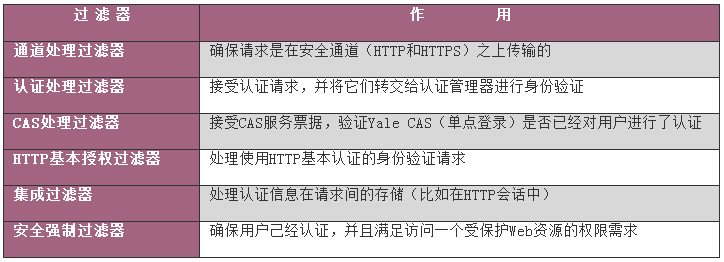 过 滤 器 作 用
通道处理过滤器 确保请求是在安全通道（HTTP和HTTPS）之上传输的
认证处理过滤器 接受认证请求，并将它们转交给认证管理器进行身份验证
CAS处理过滤器 接受CAS服务票据，验证Yale CAS（单点登录）是否已经对用户进行了认证
HTTP基本授权过滤器 处理使用HTTP基本认证的身份验证请求
集成过滤器 处理认证信息在请求间的存储（比如在HTTP会话中）
安全强制过滤器 确保用户己经认证，并且满足访问一个受保护Web资源的权限需求